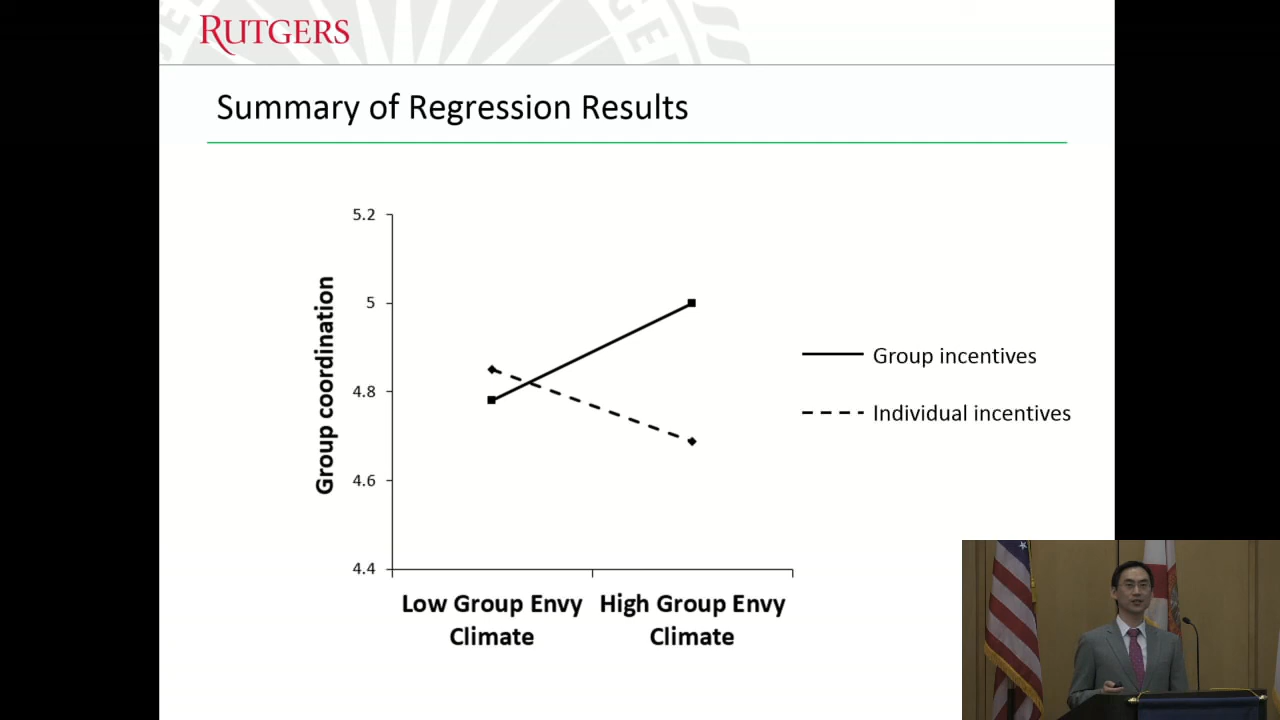 RUTGERS
Summary of Regression Results
5.2
5
4.8
4.6
4.4
Group coordination
Group incentives
Individual incentives
Low Group Envy
Climate
High Group Envy
Climate